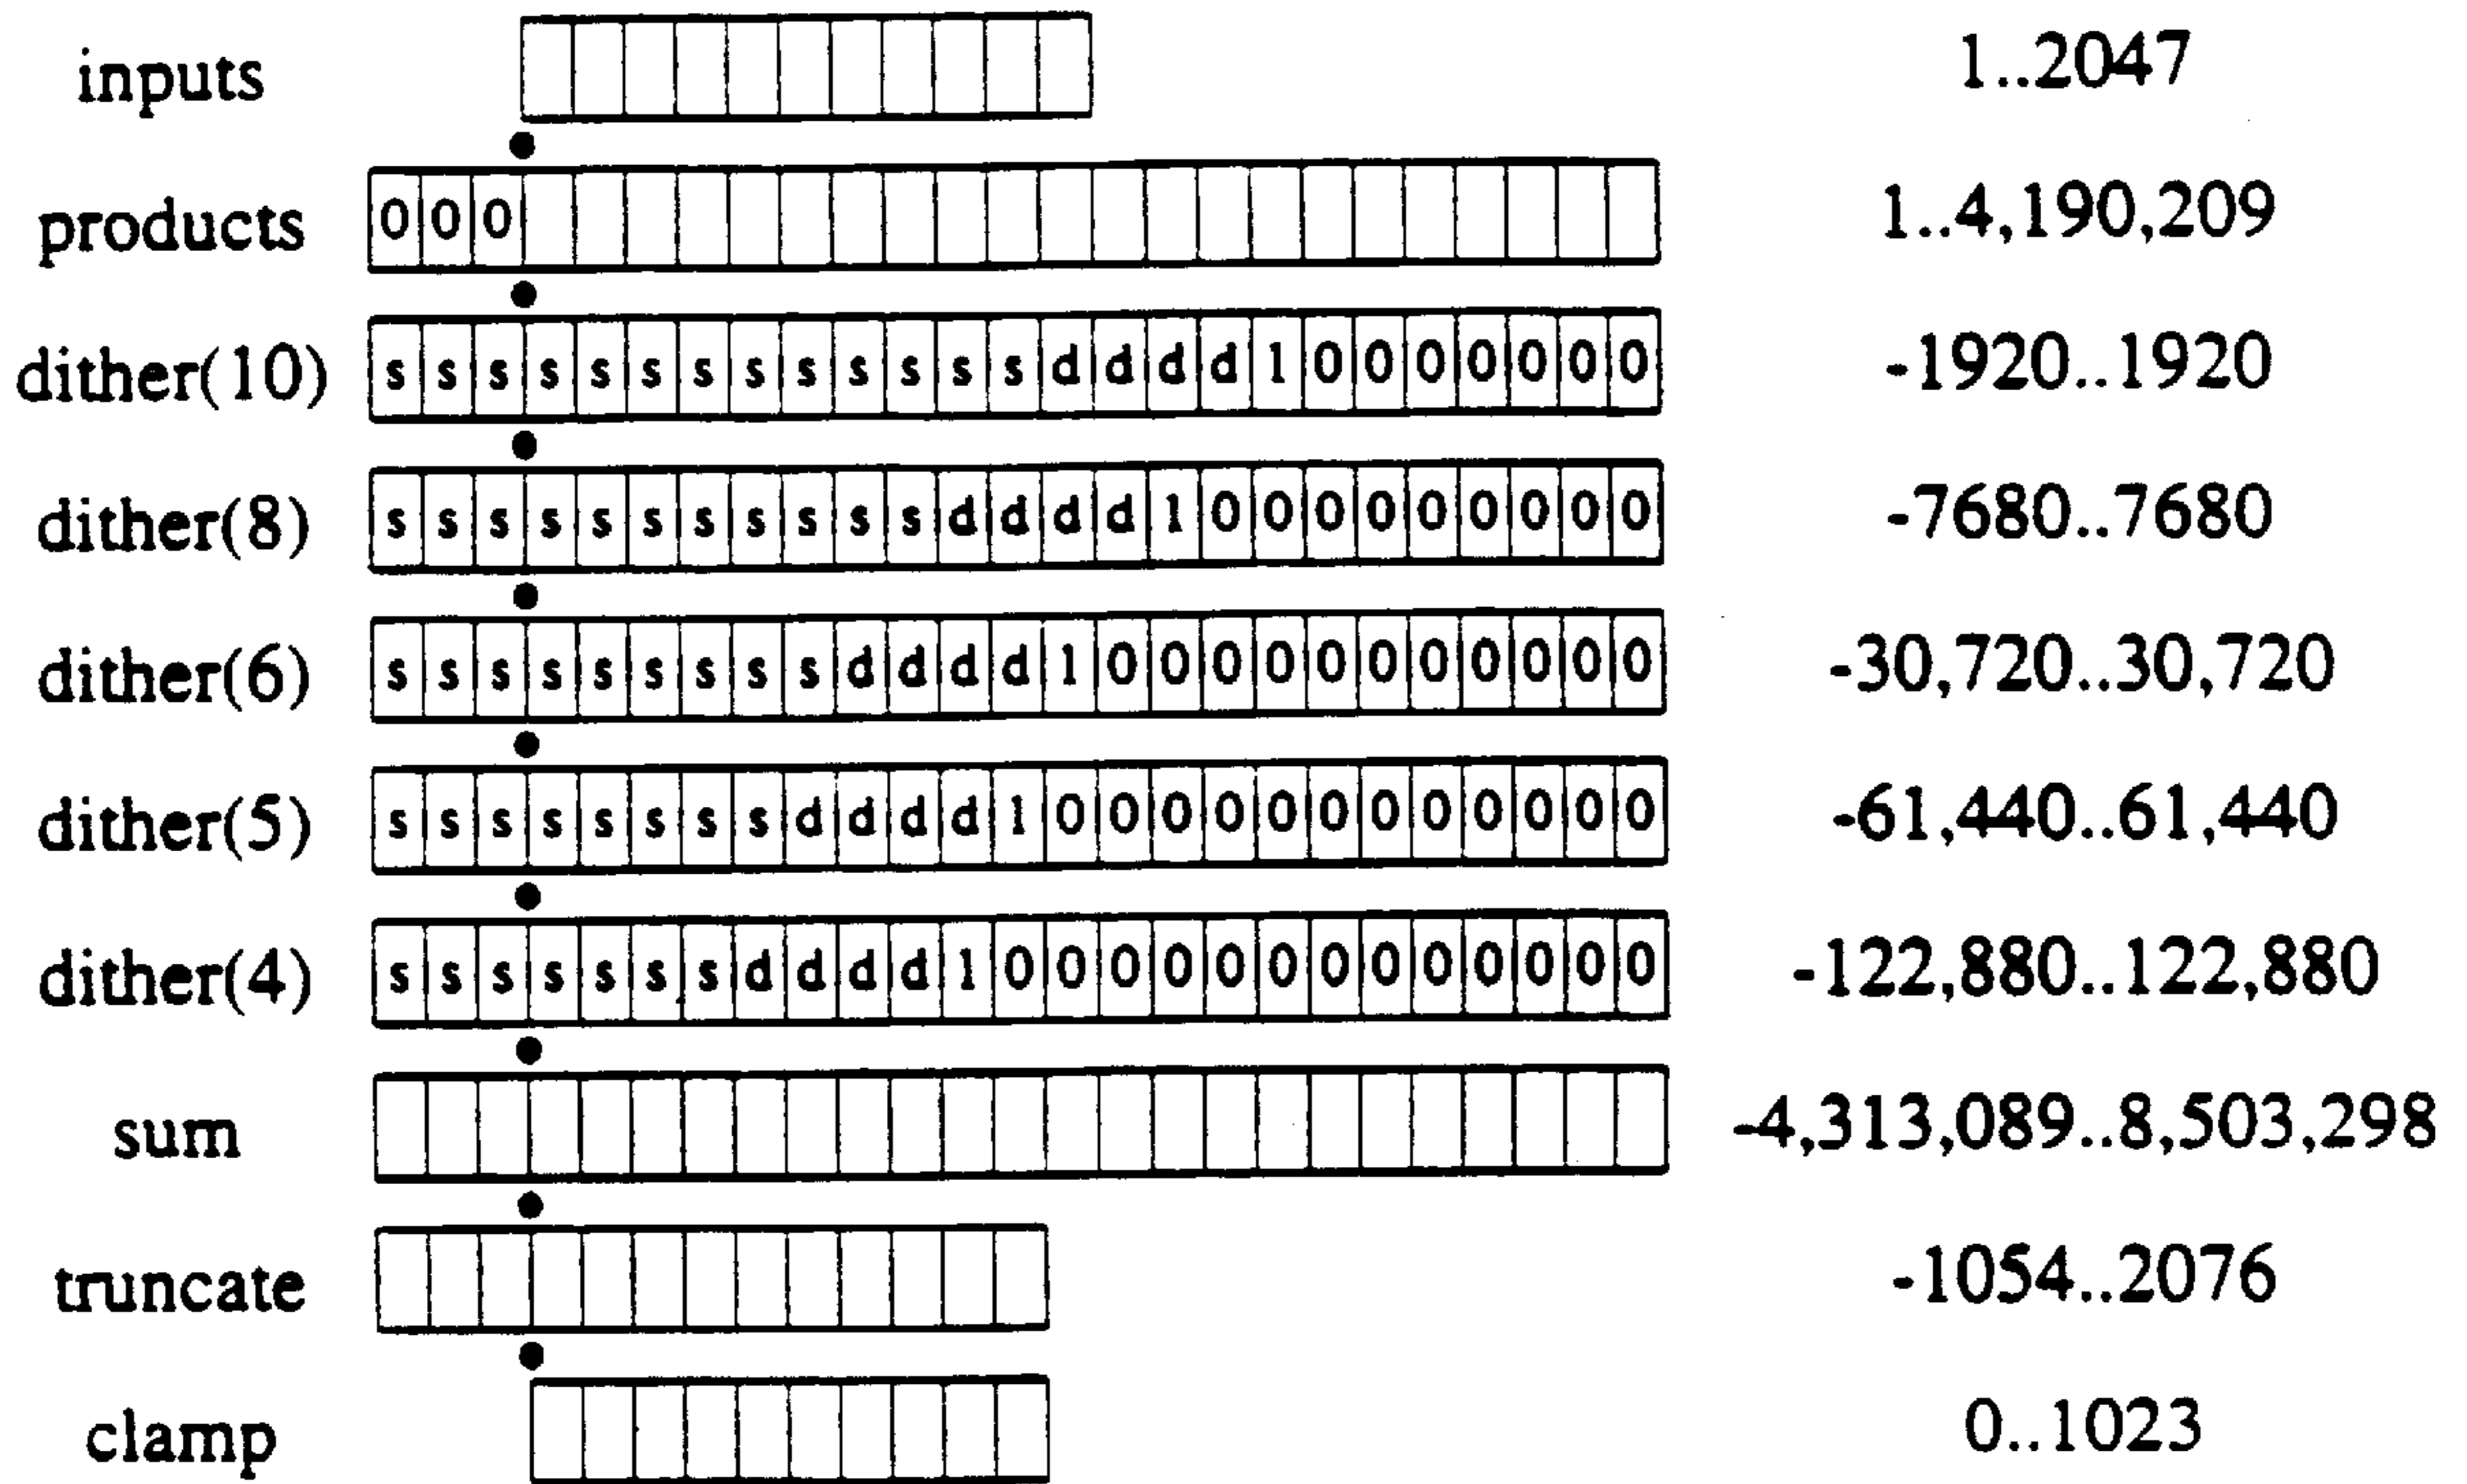 inputs 1..2047
products 0 0 0 1..4,190,209
dither(10) s s s s s s s s s s s s s d d d d 1 0 0 0 0 0 0 0 -1920..1920
dither(8) s s s s s s s s s s s d d d d 1 0 0 0 0 0 0 0 0 0 -7680..7680
dither(6) s s s s s s s s s d d d d 1 0 0 0 0 0 0 0 0 0 0 0 -30,720..30,720
dither(5) s s s s s s s s d d d d 1 0 0 0 0 0 0 0 0 0 0 0 0 -61,440..61,440
dither(4) s s s s s s s d d d d 1 0 0 0 0 0 0 0 0 0 0 0 0 0 -122,880..122,880
sum -4,313,089..8,503,298
truncate -1054..2076
clamp 0..1023